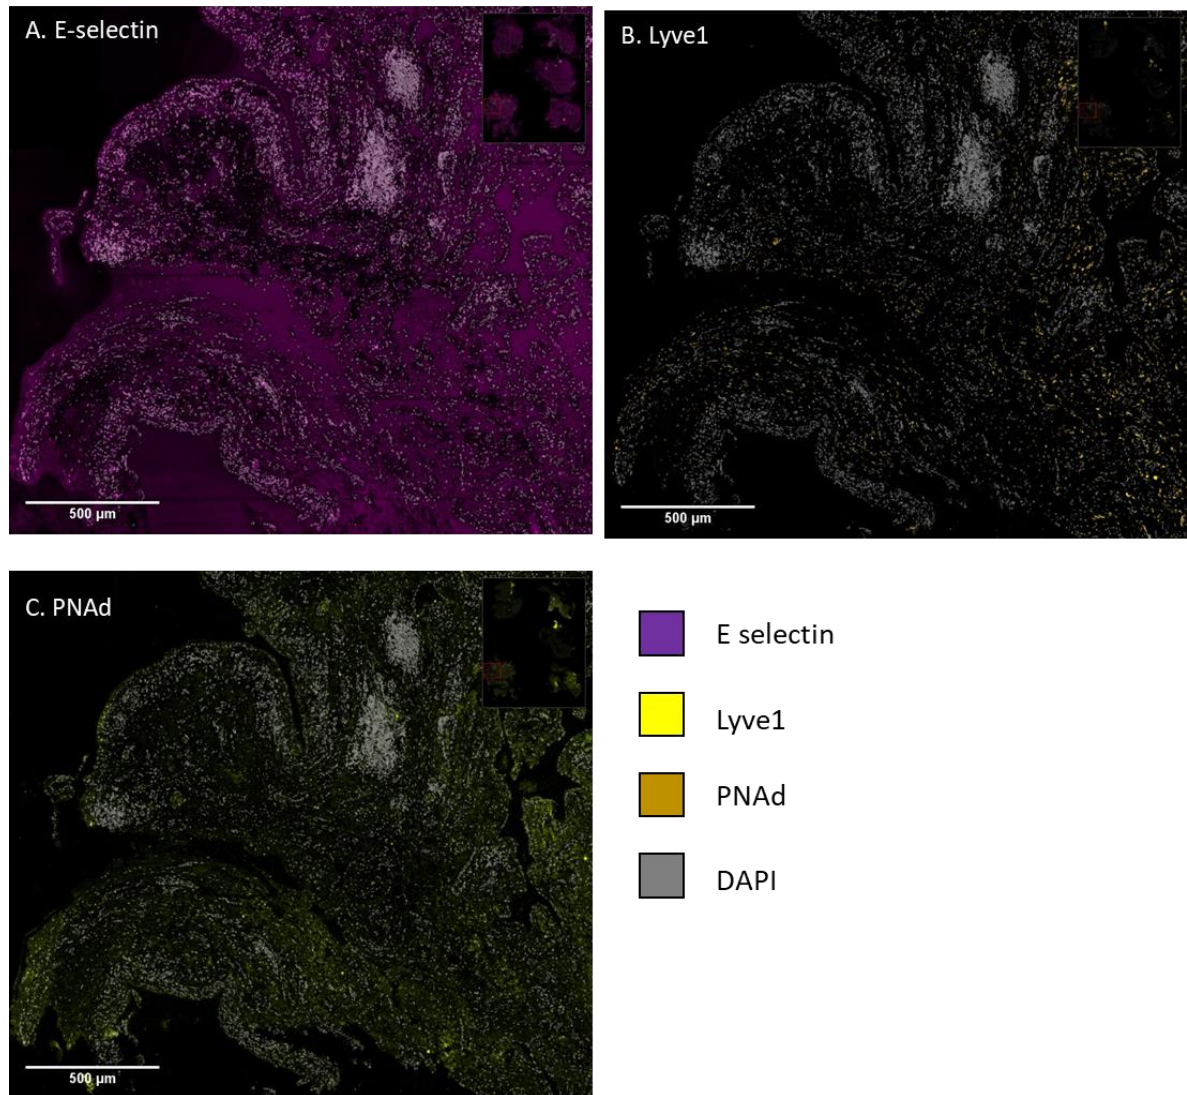 A. E-selectin
B. Lyve1
500 µm
500 µm
C. PNAd
500 µm
E selectin
Lyve1
PNAd
DAPI